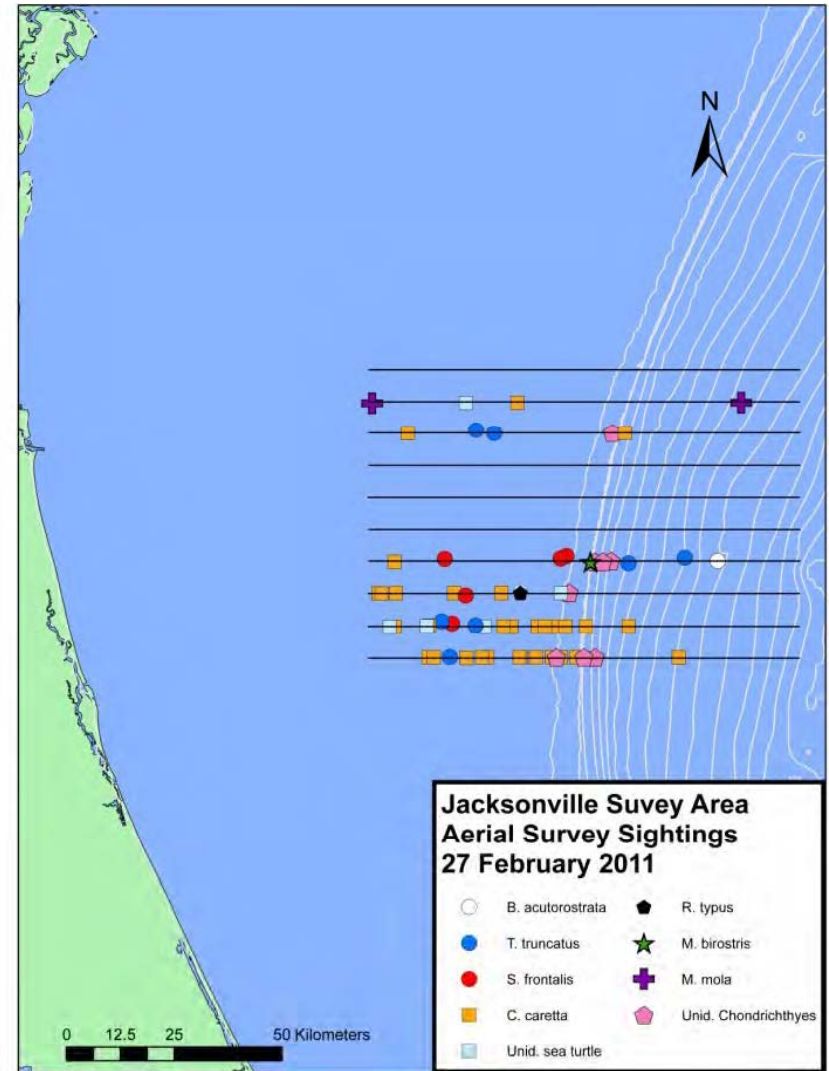 N
Jacksonville Suvey Area
Aerial Survey Sightings
27 February 2011
B. acutorostrata
R. typus
T. truncatus
M. birostris
S. frontalis
M. mola
C. caretta
Unid. Chondrichthyes
Unid. sea turtle
0 12.5 25 50 Kilometers